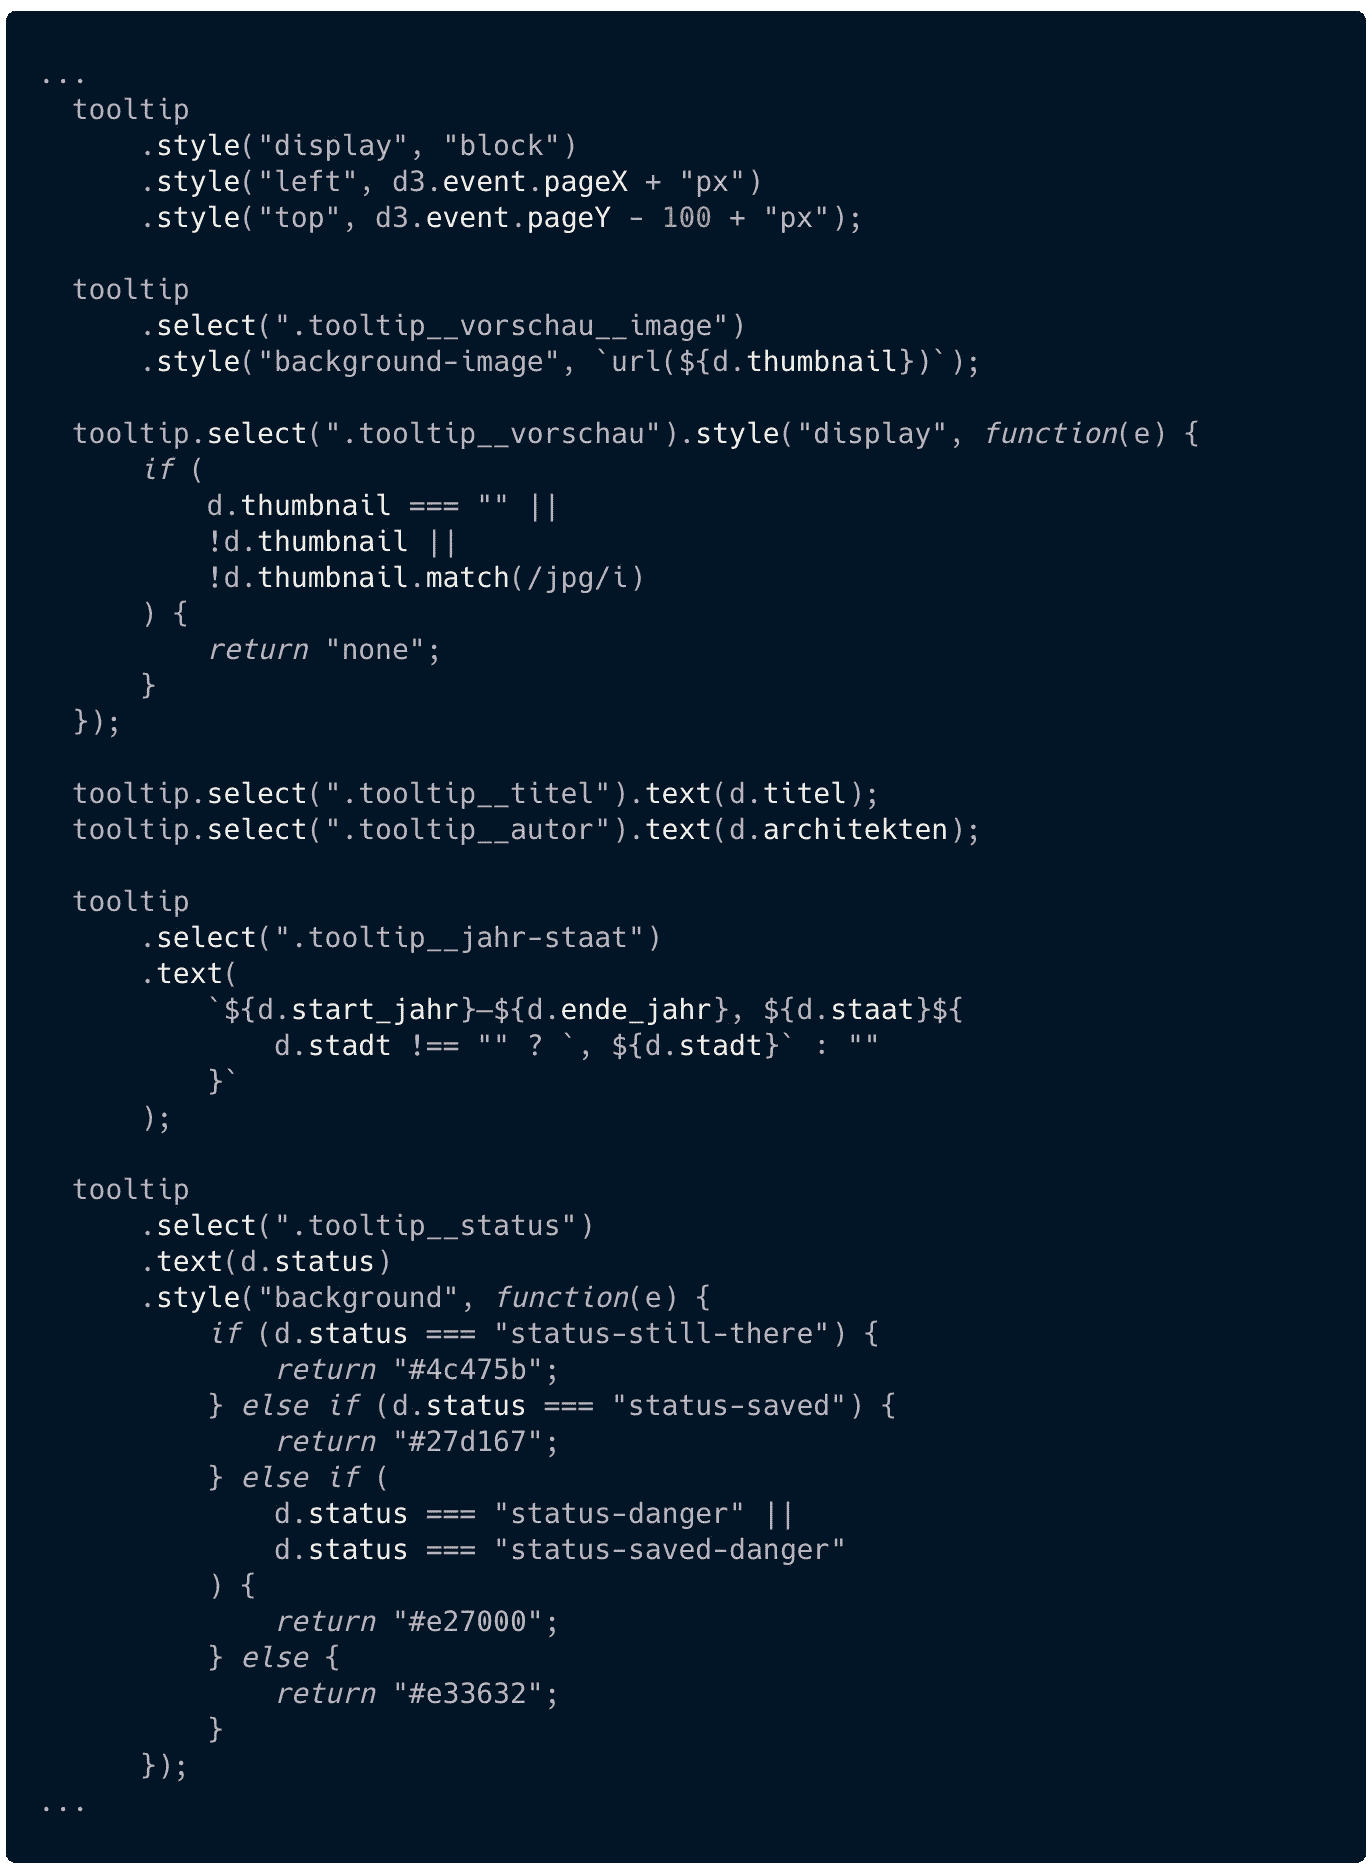 ...
  tooltip
      .style("display", "block")
      .style("left", d3.event.pageX + "px")
      .style("top", d3.event.pageY - 100 + "px");

  tooltip
      .select(".tooltip__vorschau__image")
      .style("background-image", `url(${d.thumbnail})`);

  tooltip.select(".tooltip__vorschau").style("display", function(e) {
      if (
          d.thumbnail === "" ||
          !d.thumbnail ||
          !d.thumbnail.match(/jpg/i)
      ) {
          return "none";
      }
  });

  tooltip.select(".tooltip__titel").text(d.titel);
  tooltip.select(".tooltip__autor").text(d.architekten);

  tooltip
      .select(".tooltip__jahr-staat")
      .text(
          `${d.start_jahr}—${d.ende_jahr}, ${d.staat}${
              d.stadt !== "" ? `, ${d.stadt}` : ""
          }`
      );

  tooltip
      .select(".tooltip__status")
      .text(d.status)
      .style("background", function(e) {
          if (d.status === "status-still-there") {
              return "#4c475b";
          } else if (d.status === "status-saved") {
              return "#27d167";
          } else if (
              d.status === "status-danger" ||
              d.status === "status-saved-danger"
          ) {
              return "#e27000";
          } else {
              return "#e33632";
          }
      });
...